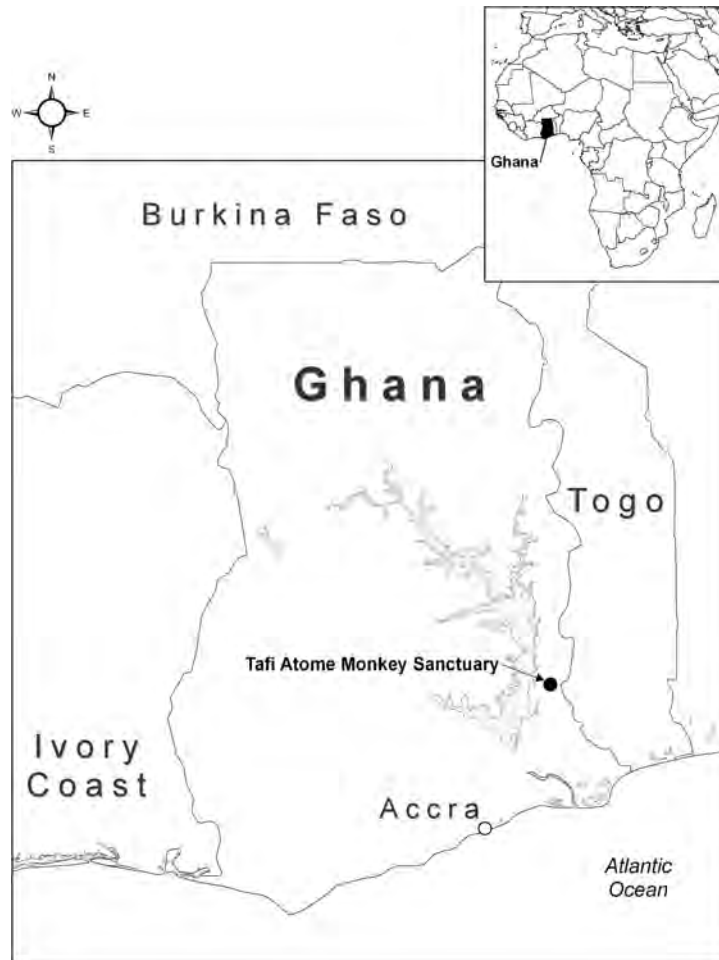 N
W E
S
Ghana
Burkina Faso
Ghana
Togo
Tafi Atome Monkey Sanctuary
Ivory
Coast
Accra
Atlantic
Ocean